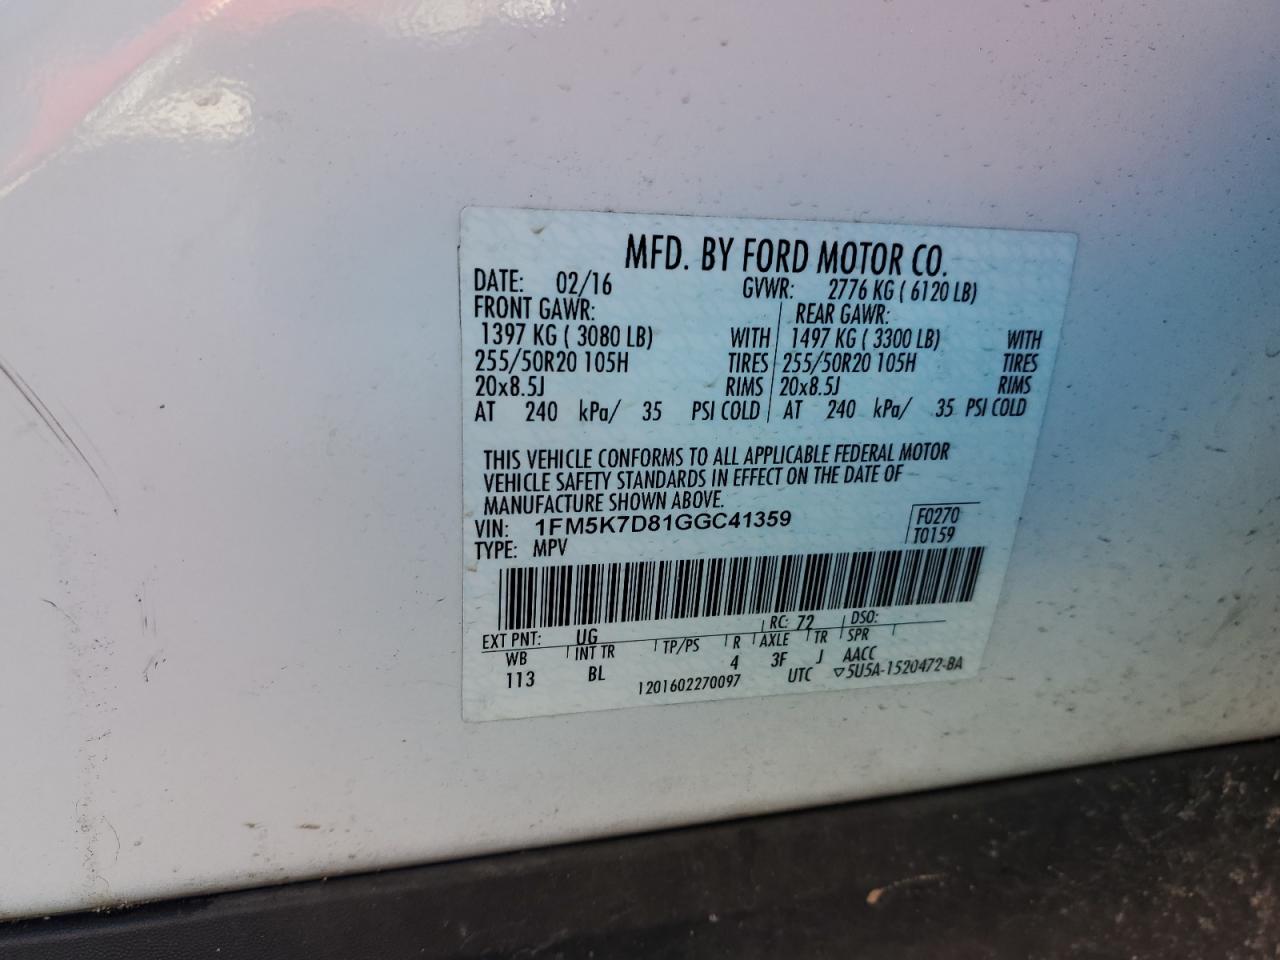 MFD. BY FORD MOTOR CO.
DATE: 02/16 GVWR: 2776 KG ( 6120 LB)
FRONT GAWR: REAR GAWR:
1397 KG ( 3080 LB) WITH 1497 KG ( 3300 LB) WITH
255/50R20 105H TIRES 255/50R20 105H TIRES
20x8.5J RIMS 20x8.5J RIMS
AT 240 kPa/ 35 PSI COLD AT 240 kPa/ 35 PSI COLD
THIS VEHICLE CONFORMS TO ALL APPLICABLE FEDERAL MOTOR
VEHICLE SAFETY STANDARDS IN EFFECT ON THE DATE OF
MANUFACTURE SHOWN ABOVE.
VIN: 1FM5K7D81GGC41359 F0270
TYPE: MPV T0159
EXT PNT: UG RC: 72 DSO:
WB INT TR TP/PS R AXLE TR SPR
113 BL 4 3F J AACC
1201602270097 UTC ▽5U5A-1520472-BA